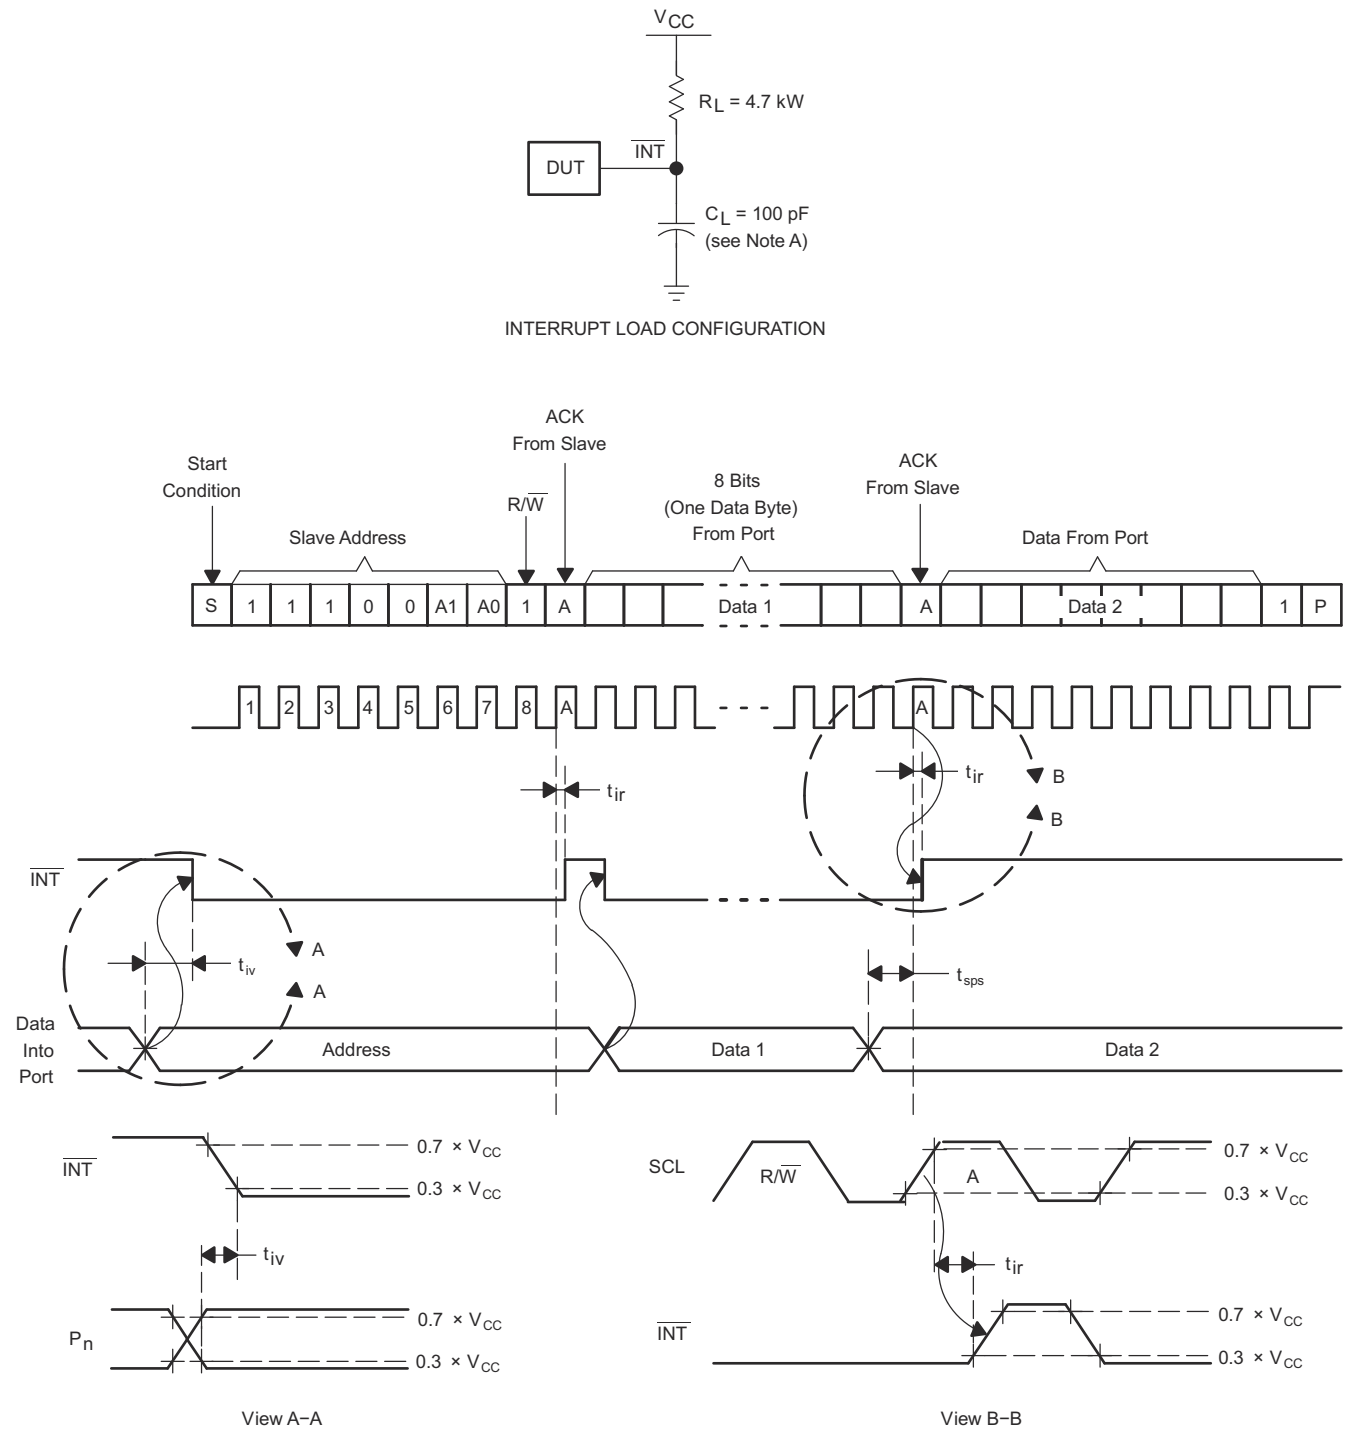 VCC
RL = 4.7 kW
INT
DUT
CL = 100 pF
(see Note A)
INTERRUPT LOAD CONFIGURATION
ACK
From Slave
Start
Condition
R/W
8 Bits
(One Data Byte)
From Port
ACK
From Slave
Slave Address
Data From Port
S 1 1 1 0 0 A1 A0 1 A Data 1 A Data 2 1 P
1 2 3 4 5 6 7 8 A A
tir
tir
B
B
INT
A
tiv
A
tsps
Data
Into
Port
Address
Data 1
Data 2
INT
0.7 × VCC
0.3 × VCC
tiv
Pn
0.7 × VCC
0.3 × VCC
View A−A
SCL
R/W
A
0.7 × VCC
0.3 × VCC
tir
INT
0.7 × VCC
0.3 × VCC
View B−B